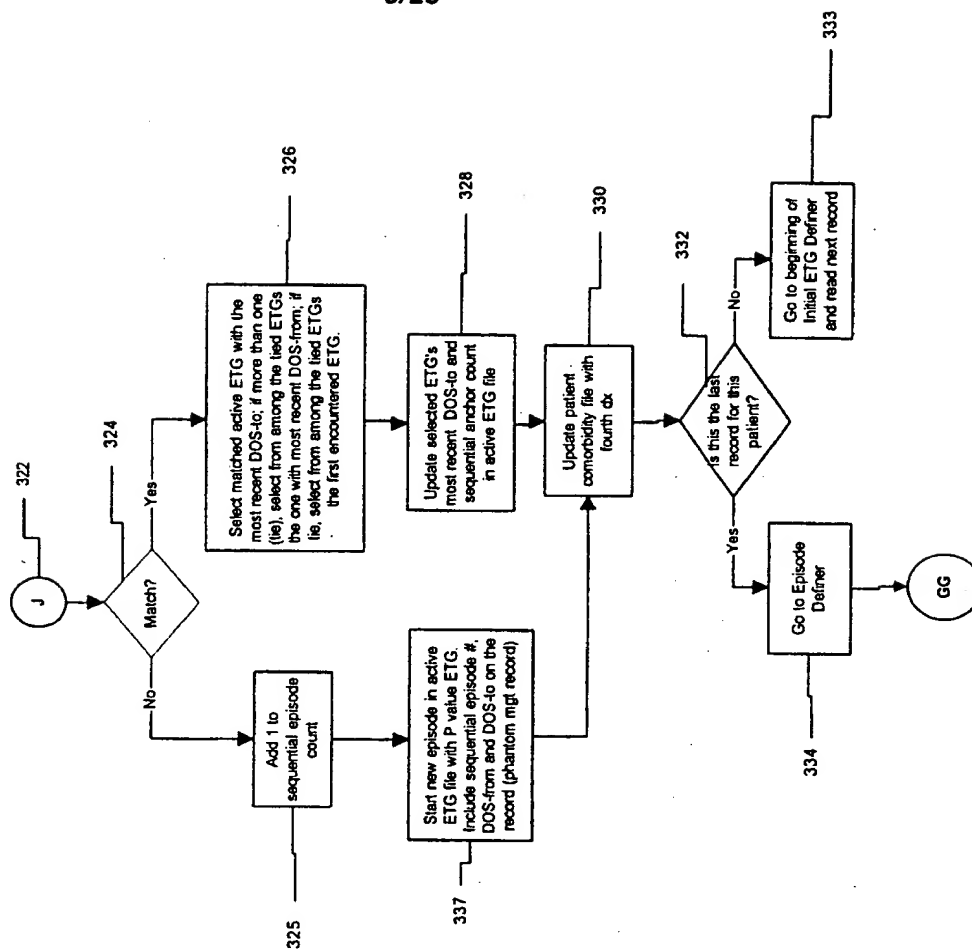 J
322
Match?
324
No
Yes
Add 1 to
sequential episode
count
325
Select matched active ETG with the
most recent DOS-to; if more than one
(tie), select from among the tied ETGs
the one with most recent DOS-from; if
tie, select from among the tied ETGs
the first encountered ETG.
326
Start new episode in active
ETG file with P value ETG.
Include sequential episode #,
DOS-from and DOS-to on the
record (phantom mgt record)
337
Update selected ETG's
most recent DOS-to and
sequential anchor count
in active ETG file
328
Update patient
comorbidity file with
fourth dx
330
Is this the last
record for this
patient?
332
Yes
No
Go to Episode
Definer
334
Go to beginning of
Initial ETG Definer
and read next record
333
GG